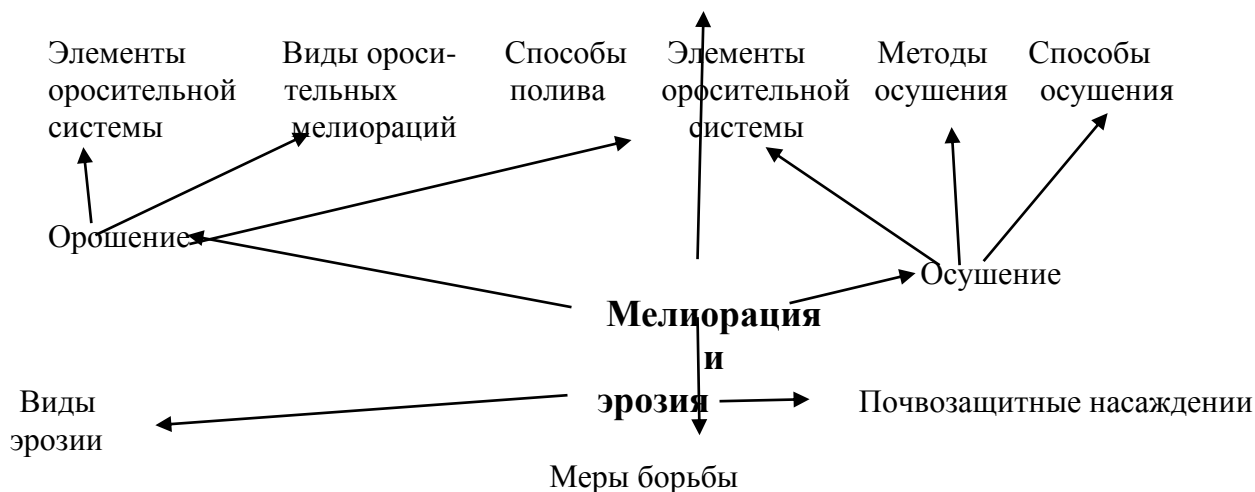 Элементы
оросительной
системы
Виды ороси-
тельных
мелиораций
Способы
полива
Элементы
оросительной
системы
Методы
осушения
Способы
осушения
Орошение
Осушение
Мелиорация
и
эрозия
Виды
эрозии
Почвозащитные насаждении
Меры борьбы